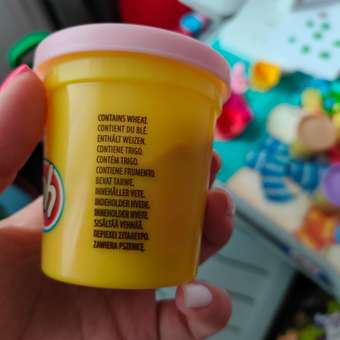 CONTAINS WHEAT.
CONTIENT DU BLÉ.
ENTHÄLT WEIZEN.
CONTIENE TRIGO.
CONTÉM TRIGO.
CONTIENE FRUMENTO.
BEVAT TARWE.
INNEHÅLLER VETE.
INDEHOLDER HVEDE.
INNEHOLDER HVETE.
SISÄLTÄÄ VEHNÄÄ.
ΠΕΡΙΕΧΕΙ ΣΙΤΑΛΕΥΡΟ.
ZAWIERA PSZENICĘ.
h